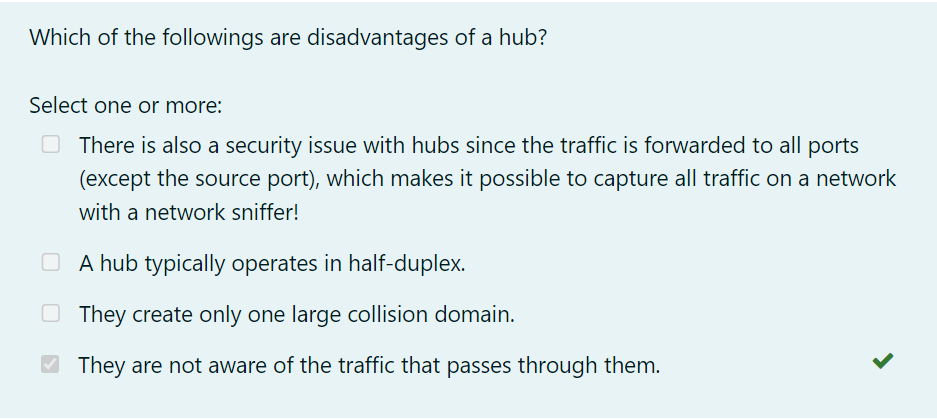 Which of the followings are disadvantages of a hub?
Select one or more:
There is also a security issue with hubs since the traffic is forwarded to all ports
(except the source port), which makes it possible to capture all traffic on a network
with a network sniffer!
A hub typically operates in half-duplex.
They create only one large collision domain.
They are not aware of the traffic that passes through them.